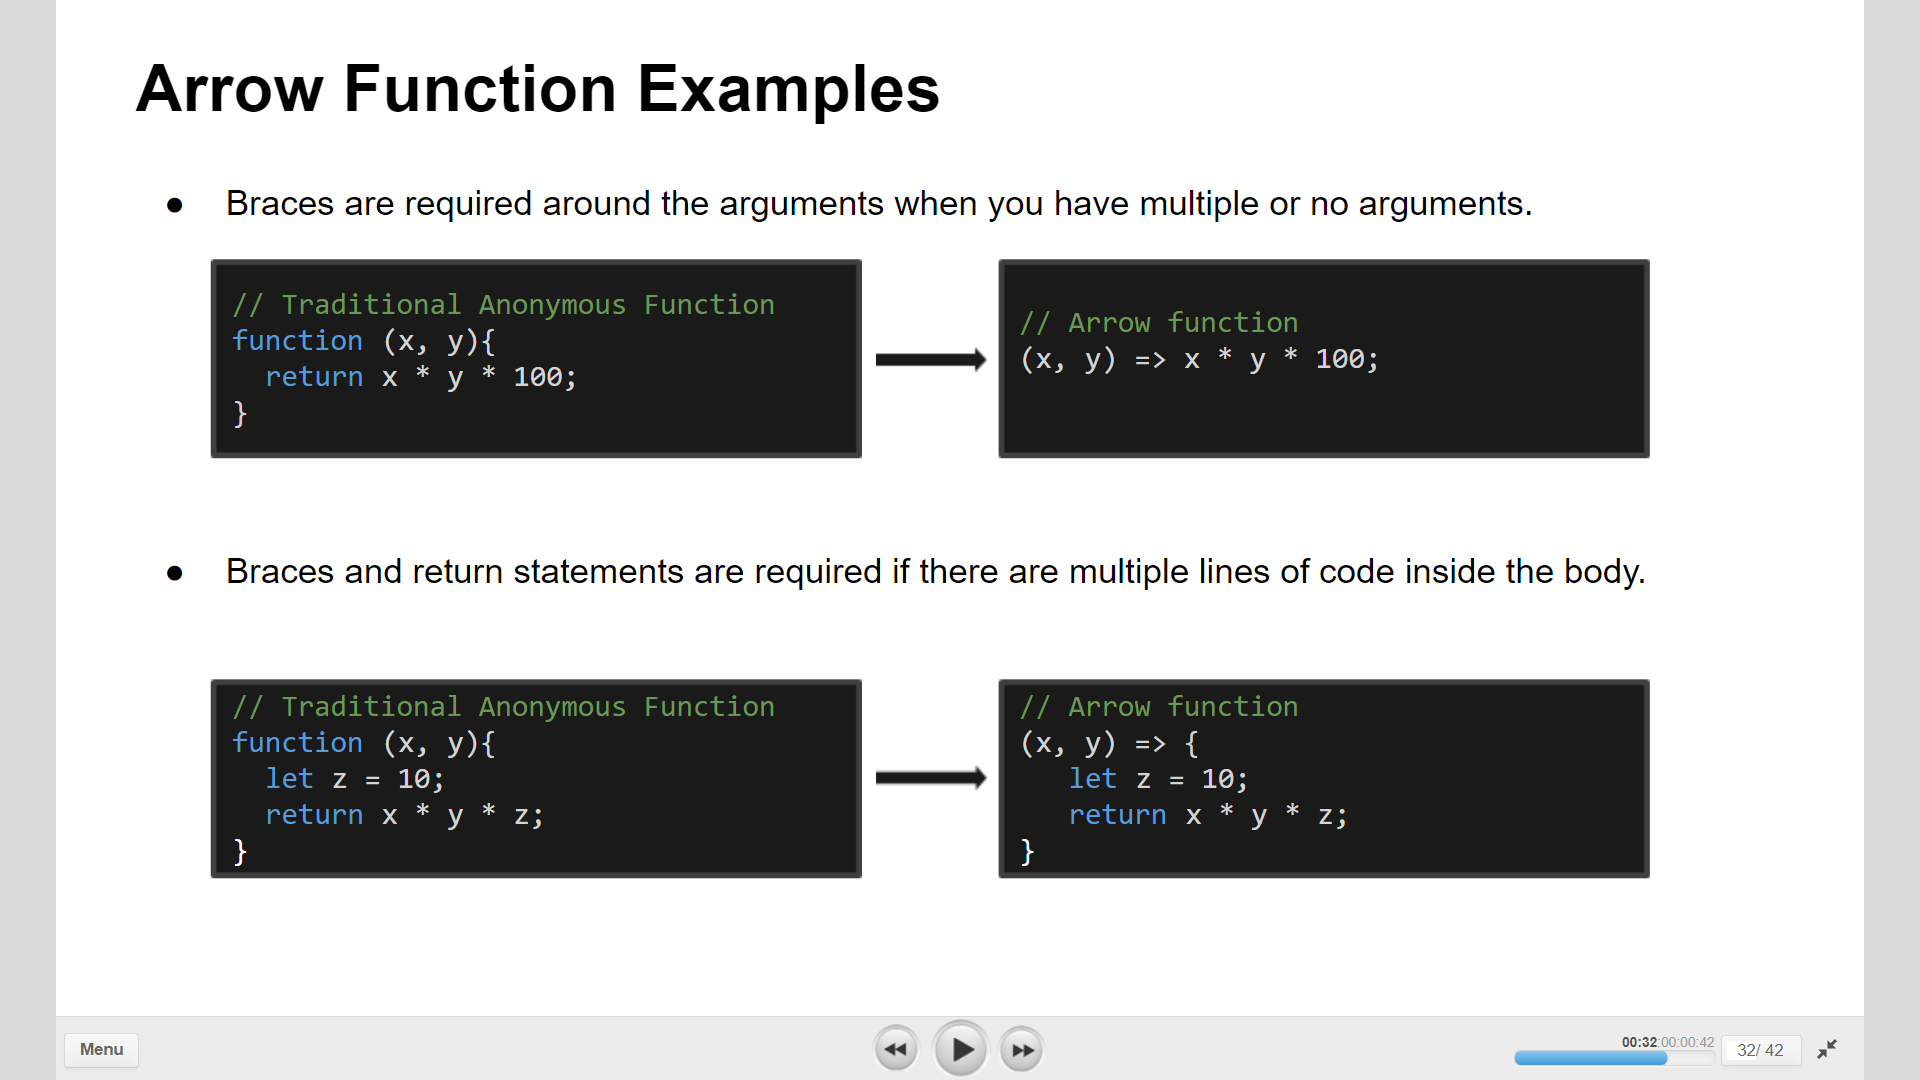 Arrow Function Examples
● Braces are required around the arguments when you have multiple or no arguments.
// Traditional Anonymous Function
function (x, y){
  return x * y * 100;
}
// Arrow function
(x, y) => x * y * 100;
● Braces and return statements are required if there are multiple lines of code inside the body.
// Traditional Anonymous Function
function (x, y){
  let z = 10;
  return x * y * z;
}
// Arrow function
(x, y) => {
   let z = 10;
   return x * y * z;
}
Menu
00:32:00:00:42
32/ 42